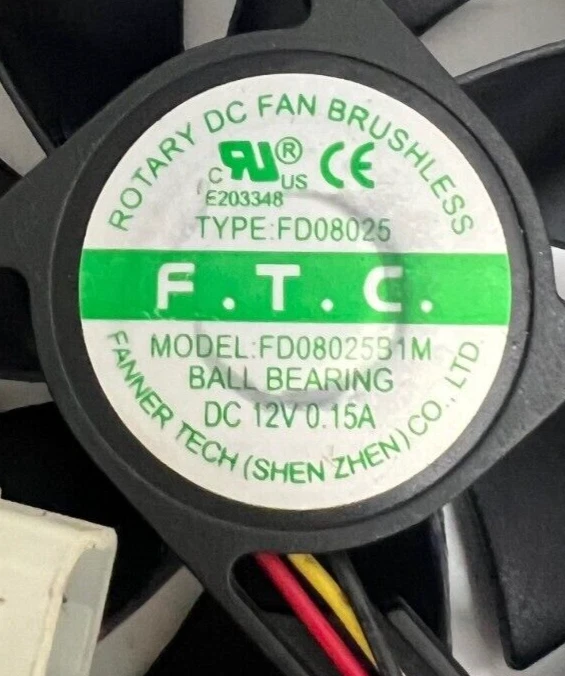 ROTARY DC FAN BRUSHLESS
C RU® US CE
E203348
TYPE:FD08025
F.T.C.
MODEL:FD08025B1M
BALL BEARING
DC 12V 0.15A
FANNER TECH (SHEN ZHEN) CO., LTD.